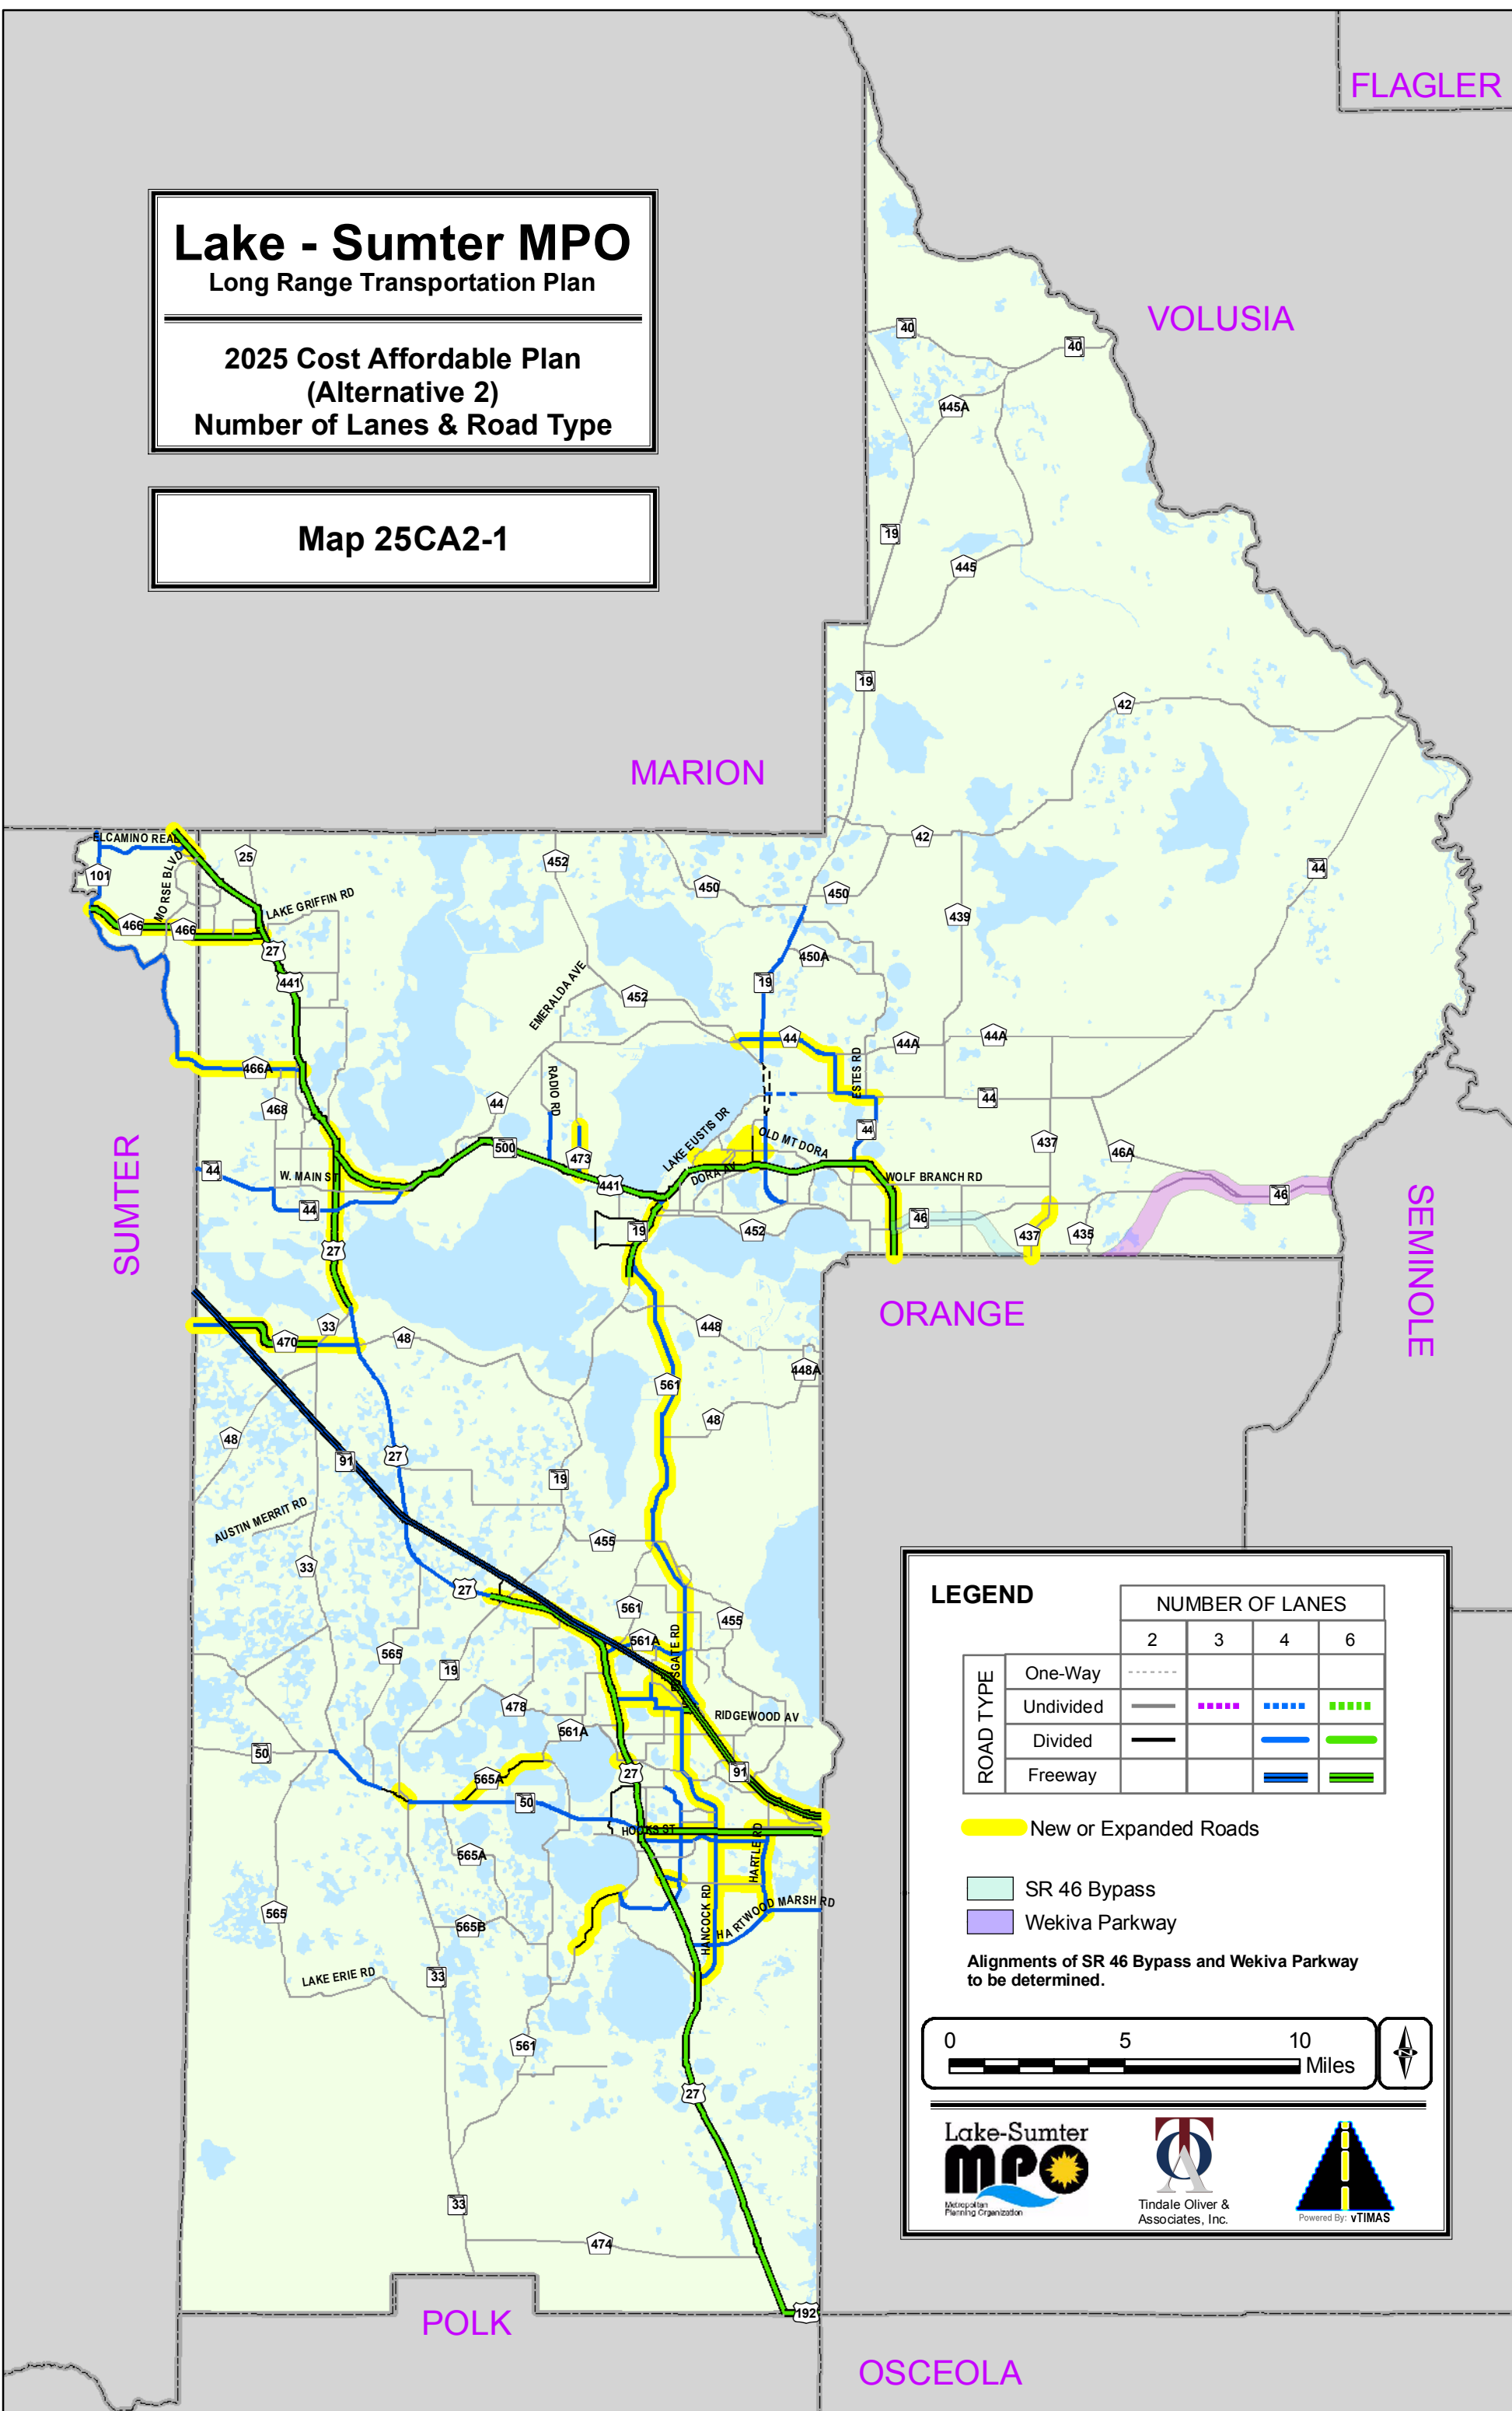 FLAGLER
Lake - Sumter MPO
Long Range Transportation Plan
2025 Cost Affordable Plan
(Alternative 2)
Number of Lanes & Road Type
Map 25CA2-1
VOLUSIA
40
40
445A
19
445
19
42
MARION
42
ELCAMINO REAL
25
452
44
101
MORSE BLVD
450
450
LAKE GRIFFIN RD
439
466
466
27
450A
441
19
EMERALDA AVE
452
44
44A
44A
466A
ESTES RD
RADIO RD
44
468
44
LAKE EUSTIS DR
44
437
OLD MT DORA
500
46A
473
SUMTER
44
W. MAIN ST
DORA AV
WOLF BRANCH RD
441
46
44
46
19
452
437
435
SEMINOLE
27
ORANGE
33
448
470
48
448A
561
48
48
27
91
19
AUSTIN MERRIT RD
455
33
27
561
455
561A
FOSGATE RD
565
19
478
RIDGEWOOD AV
561A
50
91
27
565A
50
HOOKS ST
HARTLE RD
565A
565
HANCOCK RD
HARTWOOD MARSH RD
565B
LAKE ERIE RD
33
561
27
33
474
192
POLK
OSCEOLA
LEGEND
NUMBER OF LANES
2 3 4 6
ROAD TYPE
One-Way
Undivided
Divided
Freeway
New or Expanded Roads
SR 46 Bypass
Wekiva Parkway
Alignments of SR 46 Bypass and Wekiva Parkway
to be determined.
0 5 10
Miles
Lake-Sumter
MPO
Metropolitan
Planning Organization
Tindale Oliver &
Associates, Inc.
Powered By: vTIMAS